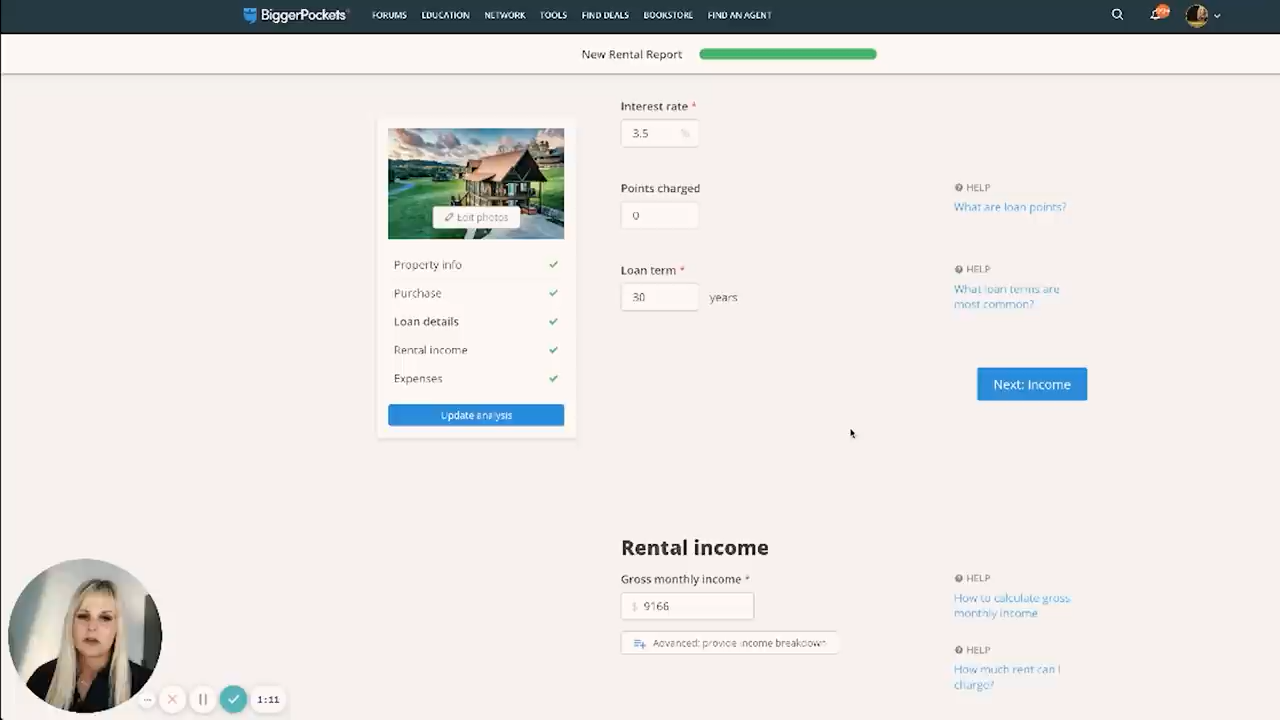 BiggerPockets
FORUMS EDUCATION NETWORK TOOLS FIND DEALS BOOKSTORE FIND AN AGENT
99+
New Rental Report
Interest rate *
3.5 %
Edit photos
Points charged
0
HELP
What are loan points?
Property info
Purchase
Loan details
Rental income
Expenses
Update analysis
Loan term *
30 years
HELP
What loan terms are
most common?
Next: Income
Rental income
Gross monthly income *
$ 9166
Advanced: provide income breakdown
HELP
How to calculate gross
monthly income
HELP
How much rent can I
charge?
1:11